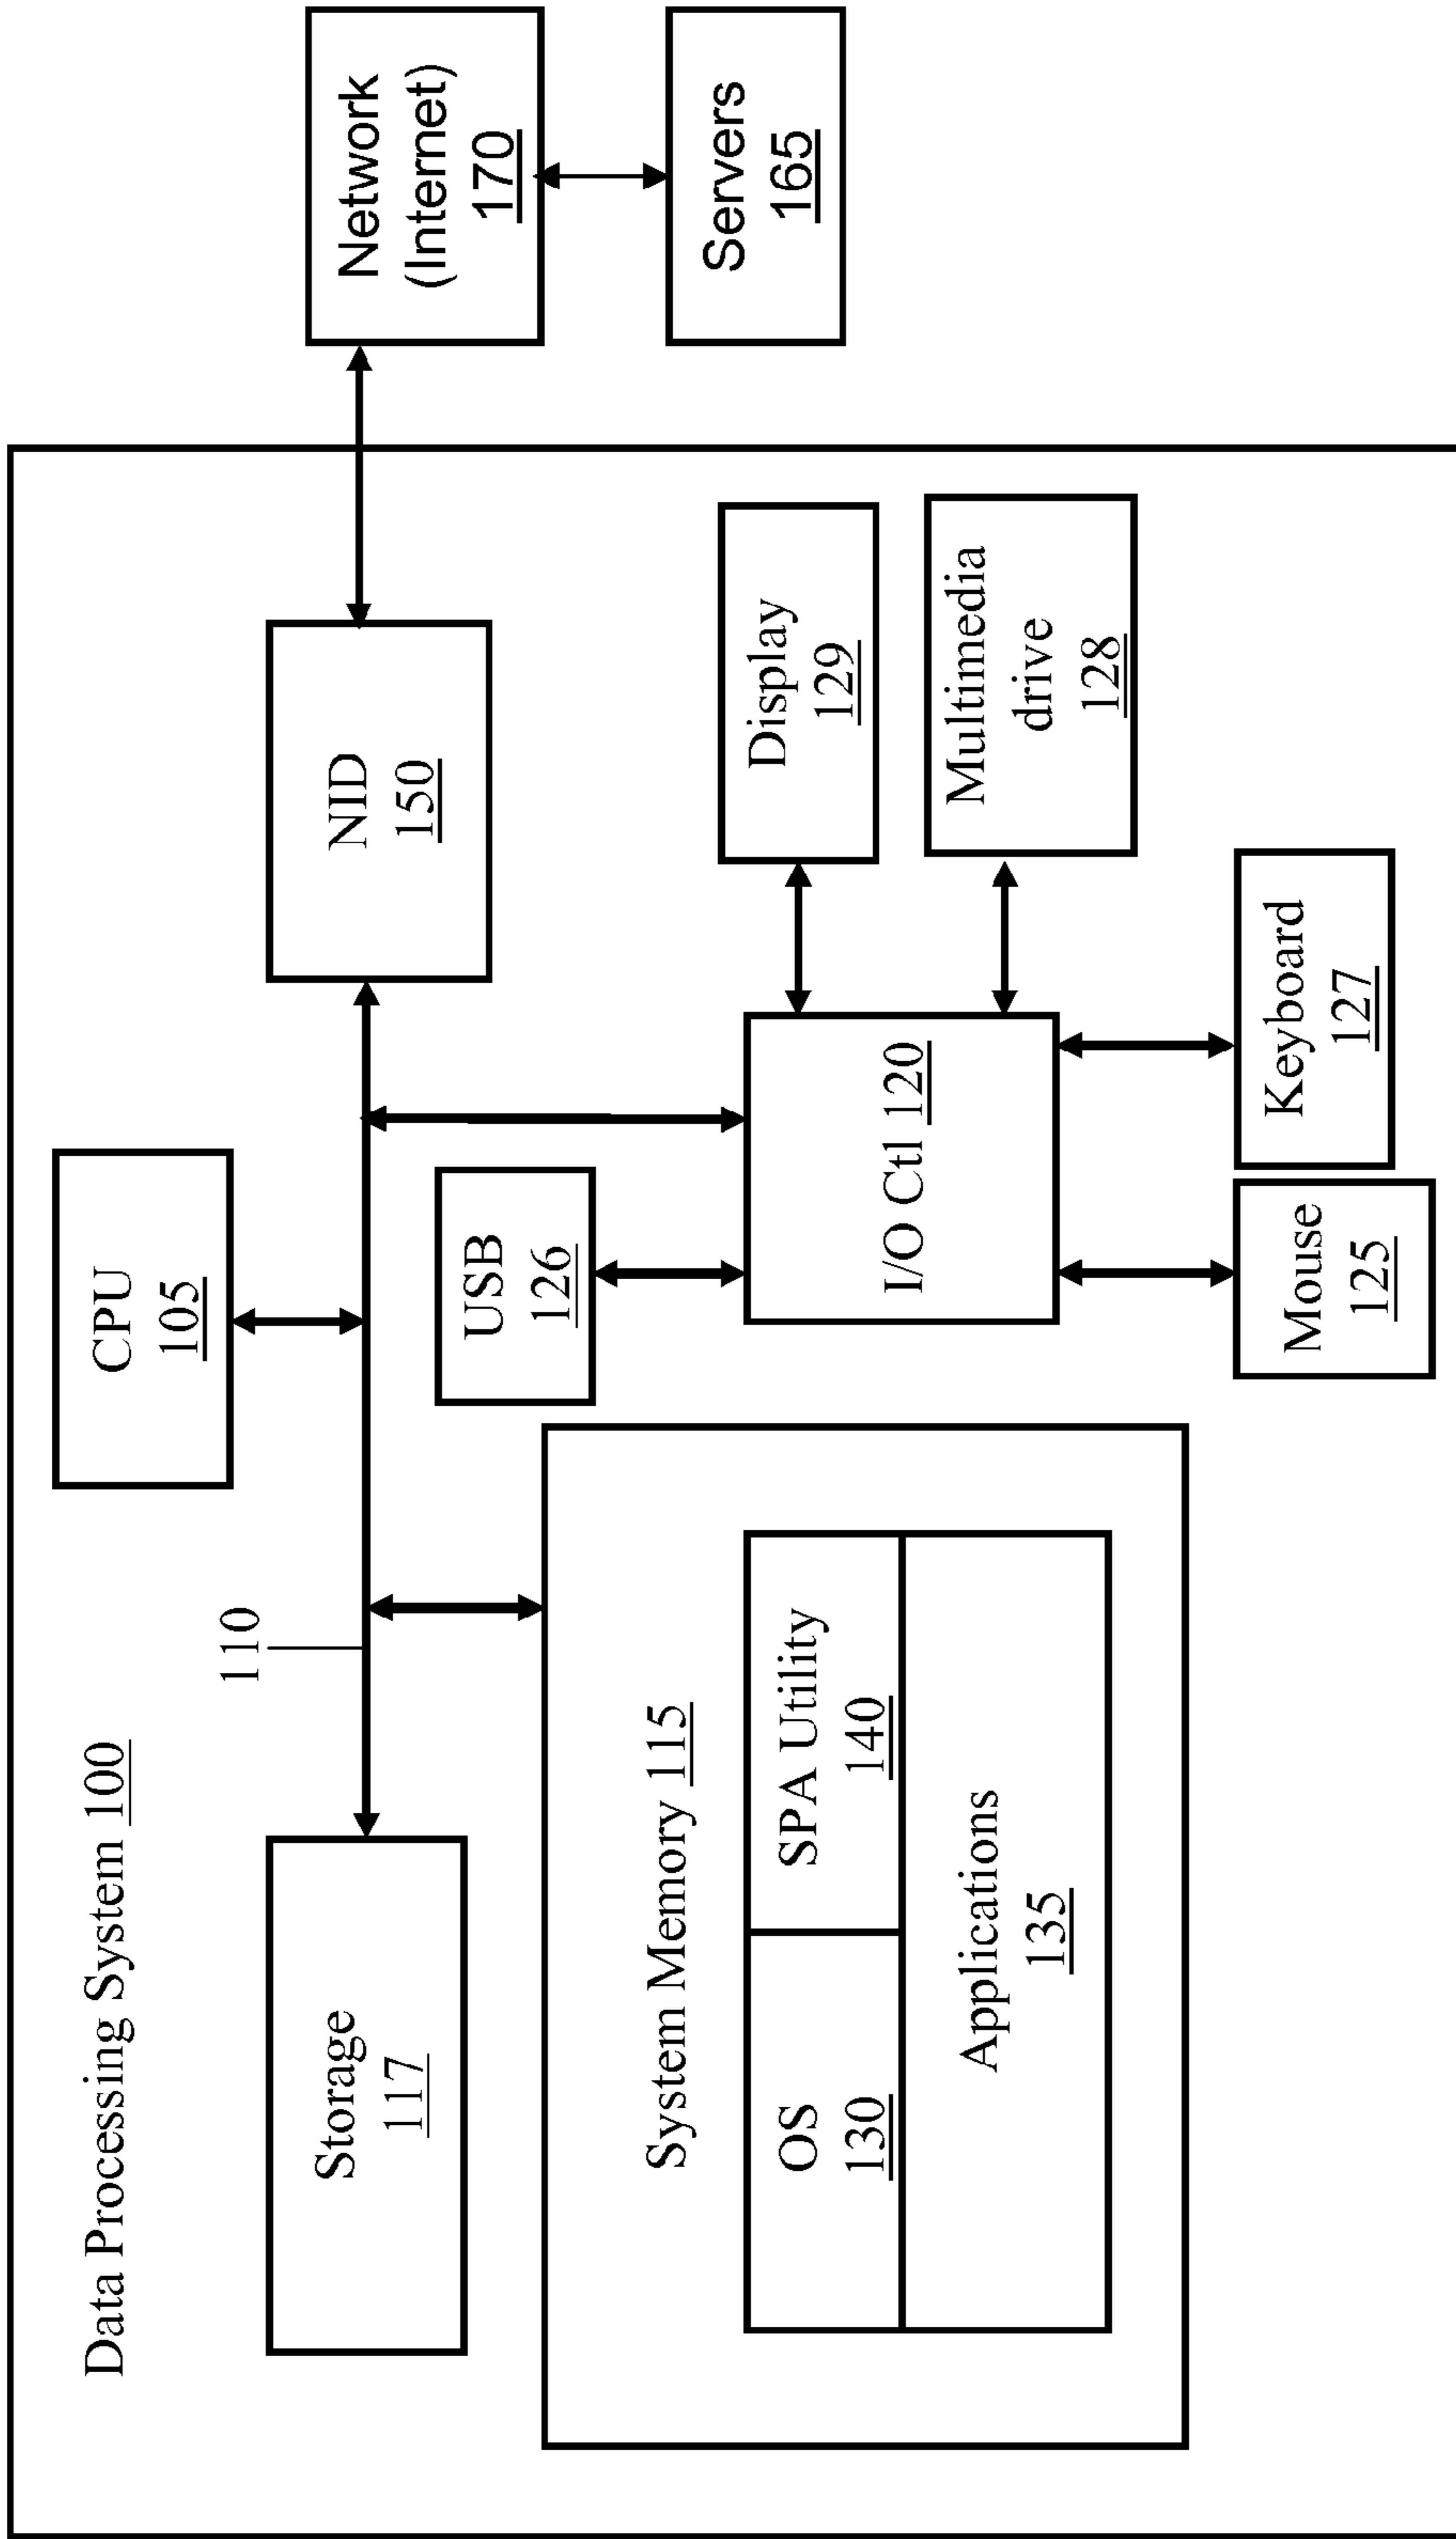 Data Processing System 100
CPU
105
110
Storage
117
NID
150
Network
(Internet)
170
Servers
165
USB
126
System Memory 115
OS
130
SPA Utility
140
Applications
135
I/O Ctl 120
Display
129
Multimedia
drive
128
Mouse
125
Keyboard
127